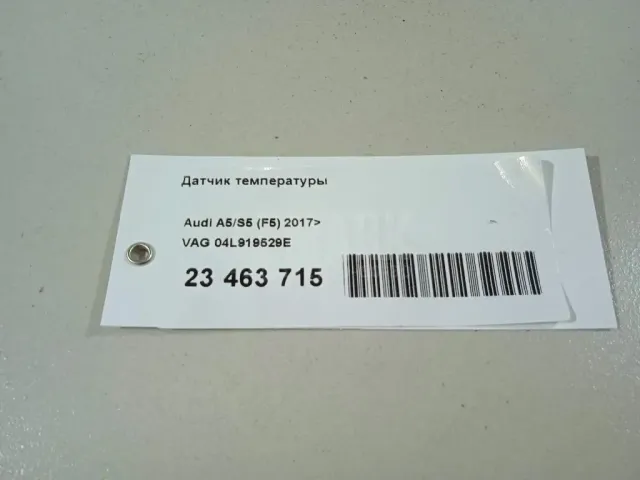 Датчик температуры
Audi A5/S5 (F5) 2017>
VAG 04L919529E
23 463 715